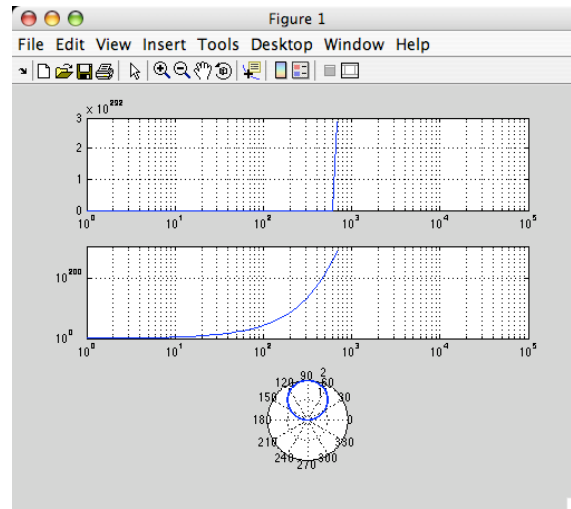 Figure 1
File Edit View Insert Tools Desktop Window Help
x 10^292
3
2
1
0
10^0 10^1 10^2 10^3 10^4 10^5
10^200
10^0
10^0 10^1 10^2 10^3 10^4 10^5
90 2
120 60
150 1 30
180 0
210 330
240 300
270